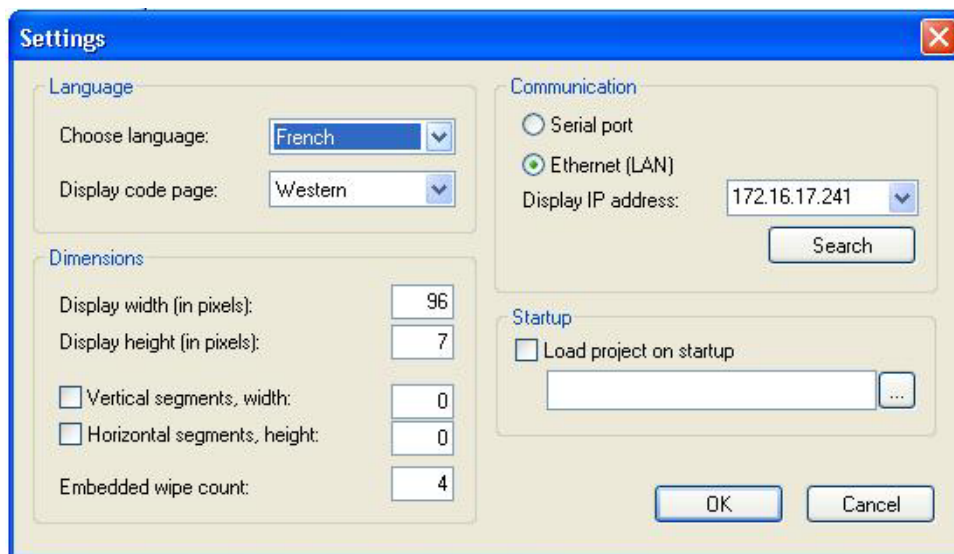 Settings
Language
Choose language: French
Display code page: Western
Dimensions
Display width (in pixels): 96
Display height (in pixels): 7
Vertical segments, width: 0
Horizontal segments, height: 0
Embedded wipe count: 4
Communication
Serial port
Ethernet (LAN)
Display IP address: 172.16.17.241
Search
Startup
Load project on startup
...
OK Cancel